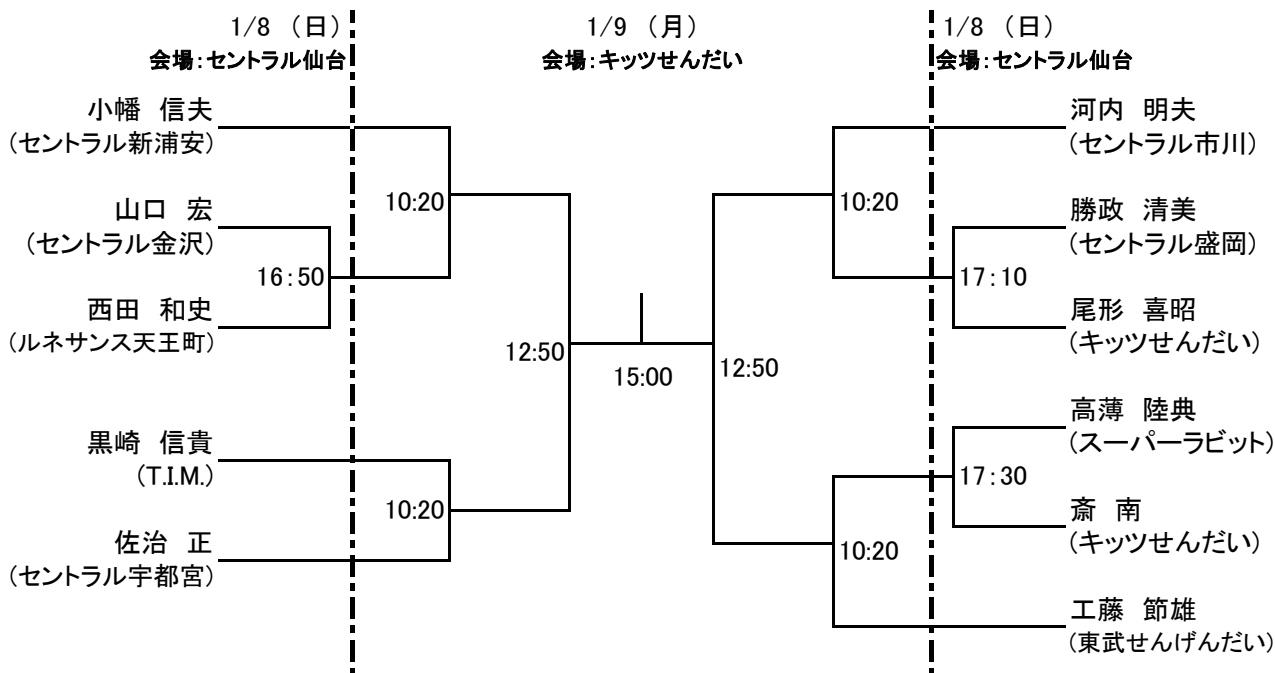 1/8 (日)
会場:セントラル仙台
小幡 信夫
(セントラル新浦安)
山口 宏
(セントラル金沢)
16:50
西田 和史
(ルネサンス天王町)
黒崎 信貴
(T.I.M.)
佐治 正
(セントラル宇都宮)
1/9 (月)
会場:キッツせんだい
10:20
12:50
10:20
15:00
10:20
12:50
10:20
1/8 (日)
会場:セントラル仙台
河内 明夫
(セントラル市川)
勝政 清美
(セントラル盛岡)
17:10
尾形 喜昭
(キッツせんだい)
高薄 陸典
(スーパーラビット)
17:30
斎 南
(キッツせんだい)
工藤 節雄
(東武せんげんだい)